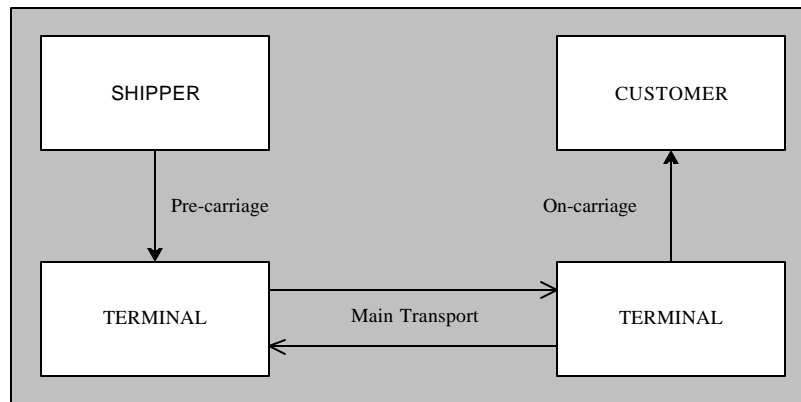 SHIPPER
CUSTOMER
Pre-carriage
On-carriage
TERMINAL
Main Transport
TERMINAL